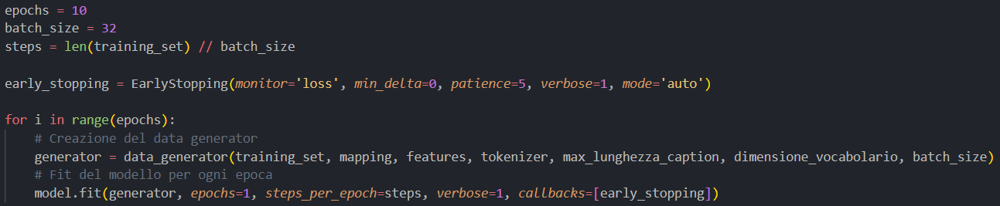 epochs = 10
batch_size = 32
steps = len(training_set) // batch_size
early_stopping = EarlyStopping(monitor='loss', min_delta=0, patience=5, verbose=1, mode='auto')
for i in range(epochs):
    # Creazione del data generator
    generator = data_generator(training_set, mapping, features, tokenizer, max_lunghezza_caption, dimensione_vocabolario, batch_size)
    # Fit del modello per ogni epoca
    model.fit(generator, epochs=1, steps_per_epoch=steps, verbose=1, callbacks=[early_stopping])